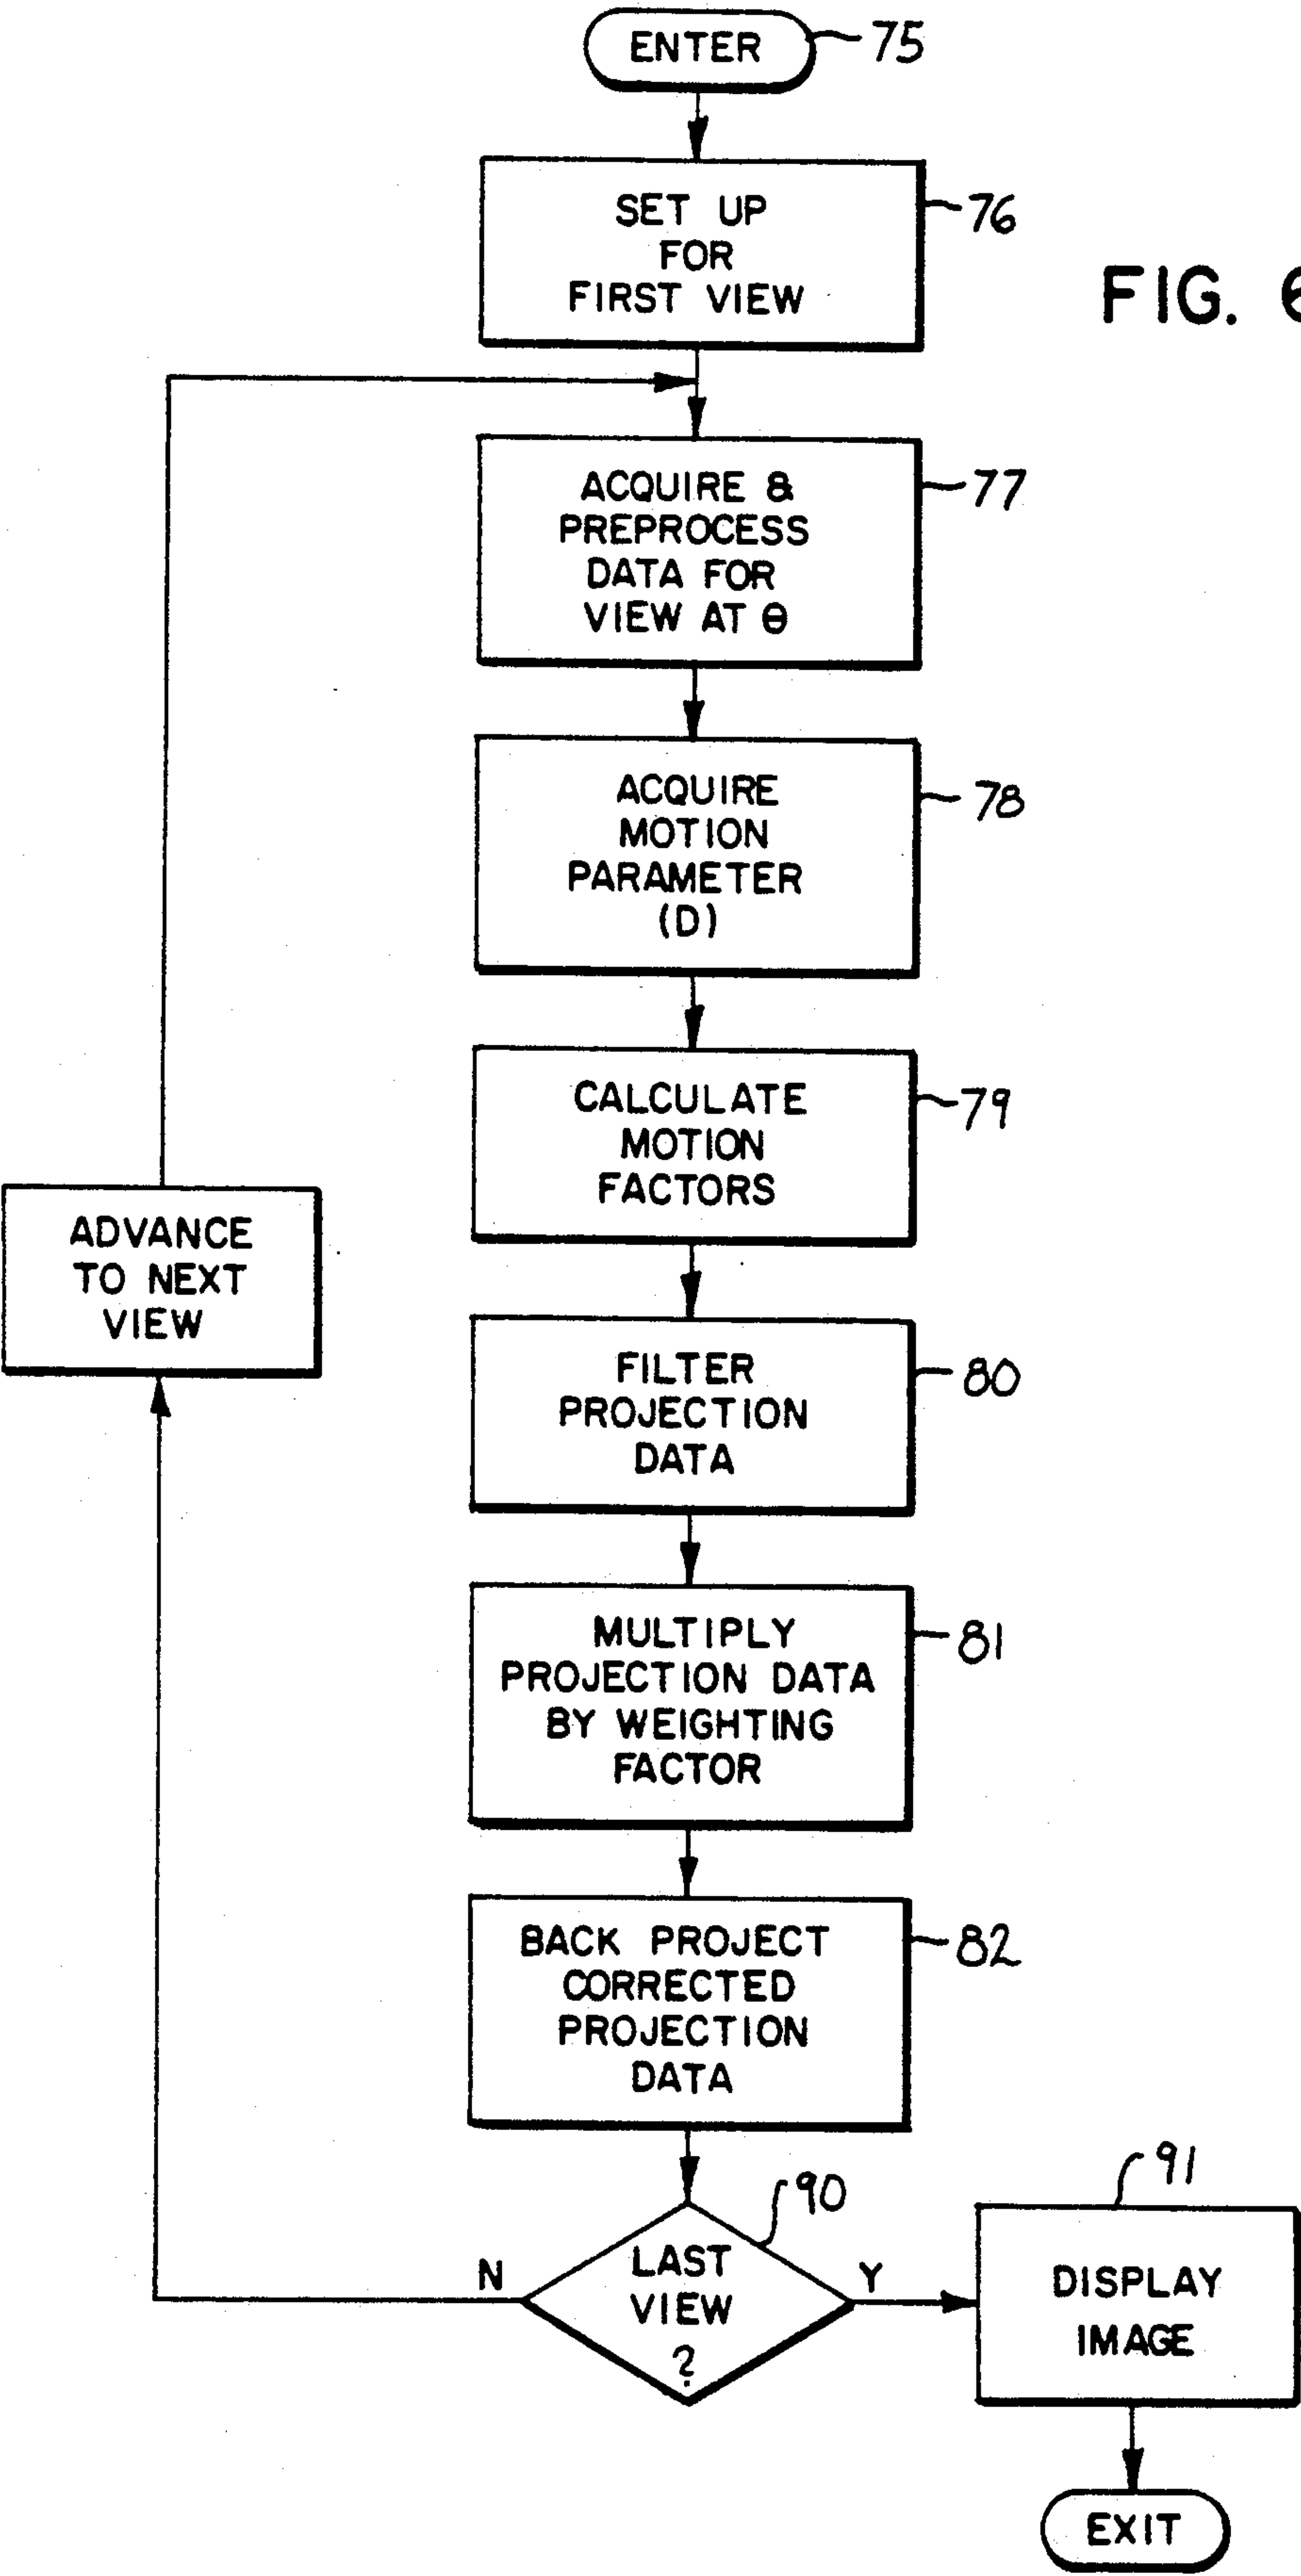 ENTER
75
SET UP
FOR
FIRST VIEW
76
FIG. 6
ACQUIRE &
PREPROCESS
DATA FOR
VIEW AT θ
77
ACQUIRE
MOTION
PARAMETER
(D)
78
CALCULATE
MOTION
FACTORS
79
ADVANCE
TO NEXT
VIEW
FILTER
PROJECTION
DATA
80
MULTIPLY
PROJECTION DATA
BY WEIGHTING
FACTOR
81
BACK PROJECT
CORRECTED
PROJECTION
DATA
82
90
LAST
VIEW
?
N
Y
91
DISPLAY
IMAGE
EXIT